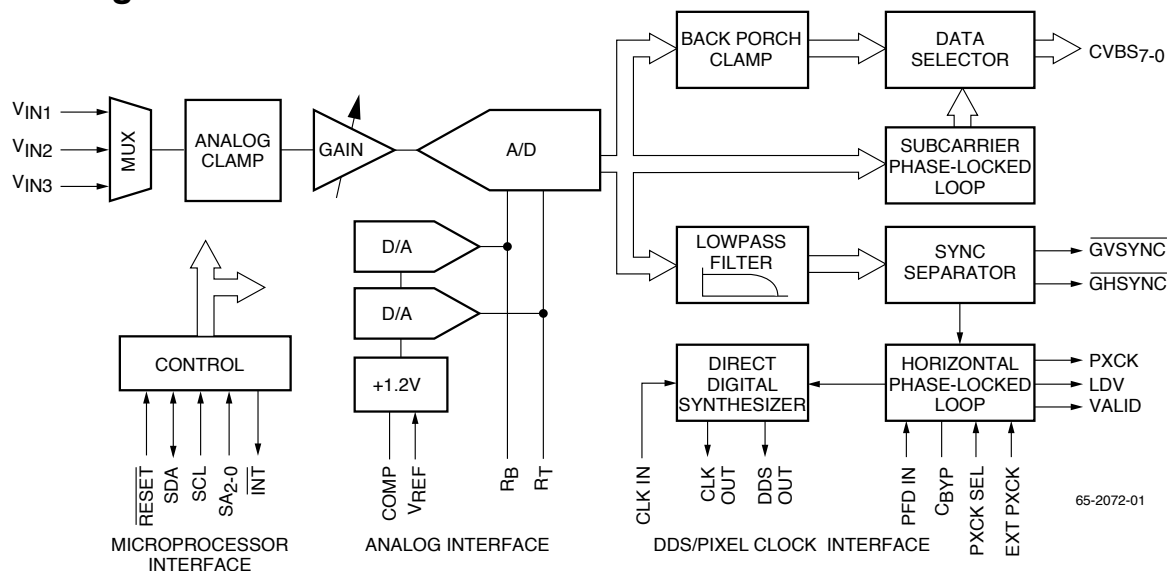 BACK PORCH
CLAMP
DATA
SELECTOR
CVBS7-0
VIN1
VIN2
VIN3
MUX
ANALOG
CLAMP
GAIN
A/D
SUBCARRIER
PHASE-LOCKED
LOOP
D/A
D/A
+1.2V
LOWPASS
FILTER
SYNC
SEPARATOR
GVSYNC
GHSYNC
CONTROL
DIRECT
DIGITAL
SYNTHESIZER
HORIZONTAL
PHASE-LOCKED
LOOP
PXCK
LDV
VALID
RESET
SDA
SCL
SA2-0
INT
COMP
VREF
RB
RT
CLK IN
CLK
OUT
DDS
OUT
PFD IN
CBYP
PXCK SEL
EXT PXCK
65-2072-01
MICROPROCESSOR
INTERFACE
ANALOG INTERFACE
DDS/PIXEL CLOCK INTERFACE